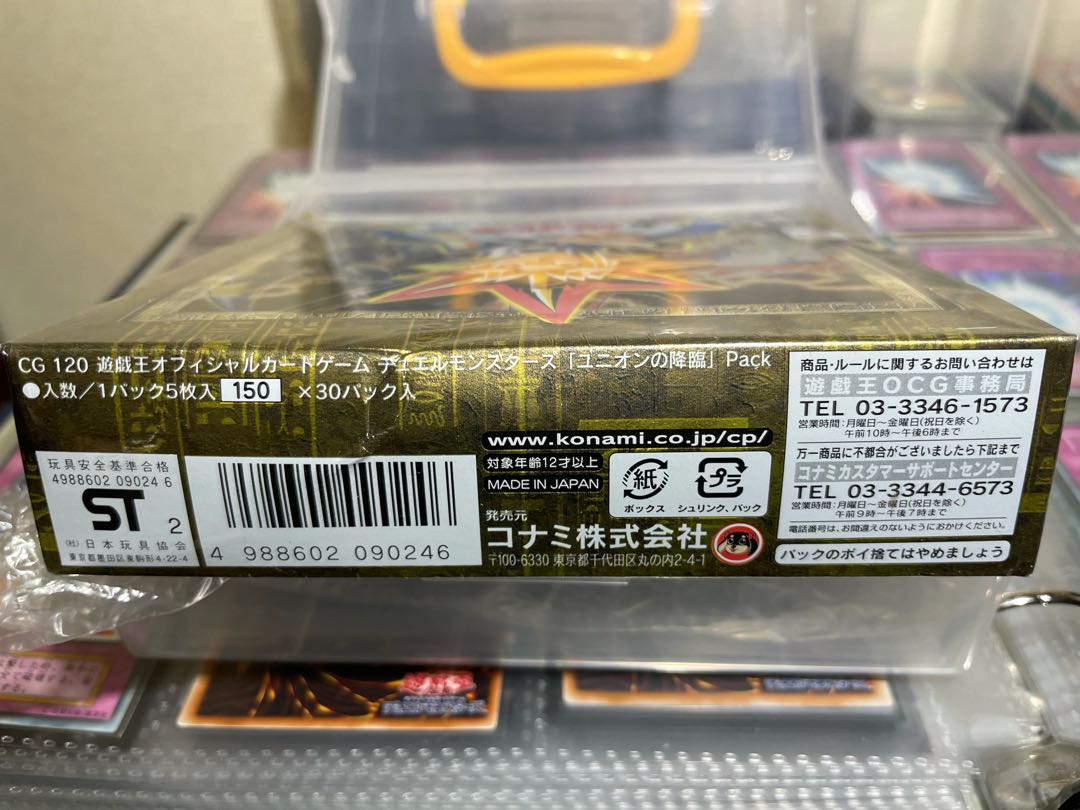 CG 120 遊戯王オフィシャルカードゲーム デュエルモンスターズ「ユニオンの降臨」Pack
●入数/1パック5枚入 150 ×30パック入
玩具安全基準合格
4988602 09024 6
ST 2
(社)日本玩具協会
東京都墨田区東駒形4-22-4
4 988602 090246
www.konami.co.jp/cp/
対象年齢12才以上
MADE IN JAPAN
紙
ボックス
プラ
シュリンク、パック
発売元
コナミ株式会社
〒100-6330 東京都千代田区丸の内2-4-1
商品・ルールに関するお問い合わせは
遊戯王OCG事務局
TEL 03-3346-1573
営業時間:月曜日〜金曜日(祝日を除く)
午前10時〜午後6時まで
万一商品に不都合がございましたら下記まで
コナミカスタマーサポートセンター
TEL 03-3344-6573
営業時間:月曜日〜金曜日(祝日を除く)
午前9時〜午後7時まで
電話番号は、お間違えのないようにおかけください。
パックのポイ捨てはやめましょう